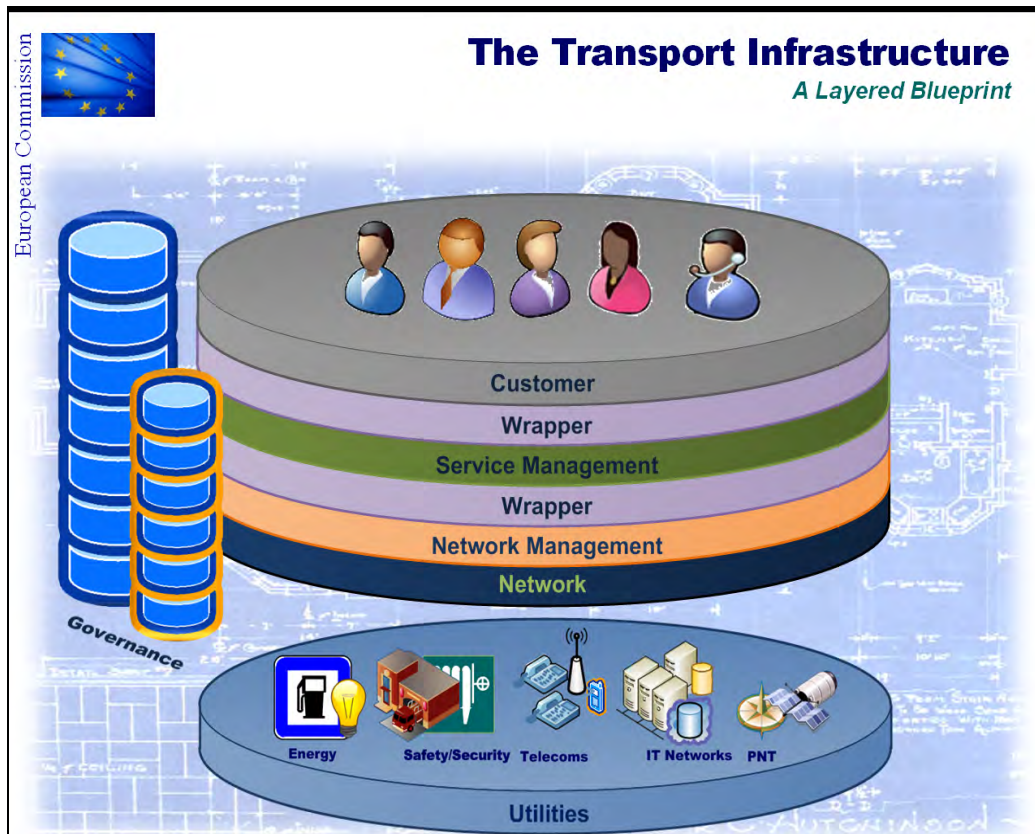 European Commission
The Transport Infrastructure
A Layered Blueprint
Customer
Wrapper
Service Management
Wrapper
Network Management
Network
Governance
Energy
Safety/Security
Telecoms
IT Networks
PNT
Utilities